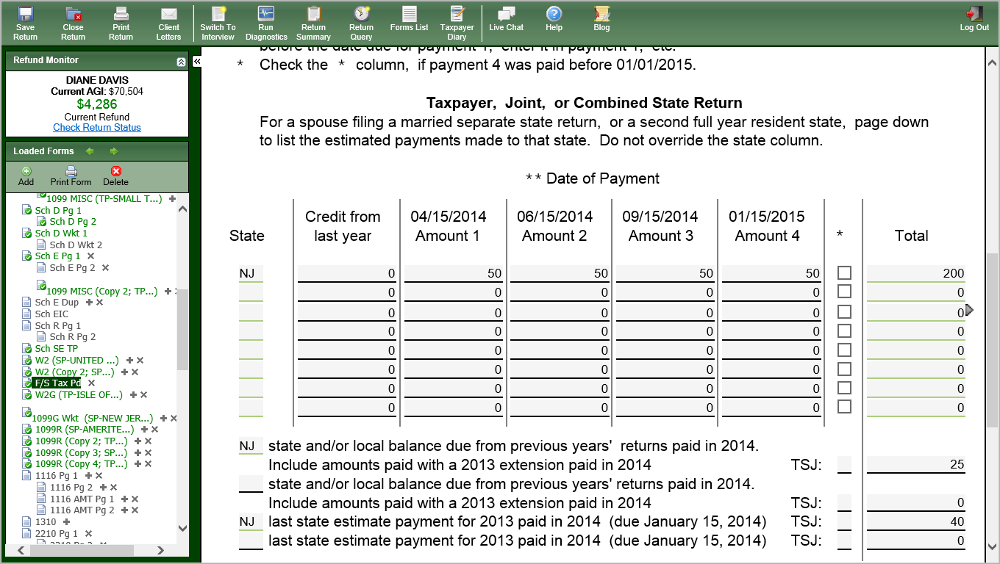 Save Return
Close Return
Print Return
Client Letters
Switch To Interview
Run Diagnostics
Return Summary
Return Query
Forms List
Taxpayer Diary
Live Chat
Help
Blog
Log Out
Refund Monitor
DIANE DAVIS
Current AGI: $70,504
$4,286
Current Refund
Check Return Status
Loaded Forms
Add
Print Form
Delete
1099 MISC (TP-SMALL T...)
Sch D Pg 1
Sch D Pg 2
Sch D Wkt 1
Sch D Wkt 2
Sch E Pg 1
Sch E Pg 2
1099 MISC (Copy 2; TP...)
Sch E Dup
Sch EIC
Sch R Pg 1
Sch R Pg 2
Sch SE TP
W2 (SP-UNITED ...)
W2 (Copy 2; SP...)
F/S Tax Pd
W2G (TP-ISLE OF...)
1099G Wkt (SP-NEW JER...)
1099R (SP-AMERITE...)
1099R (Copy 2; TP...)
1099R (Copy 3; SP...)
1099R (Copy 4; TP...)
1116 Pg 1
1116 Pg 2
1116 AMT Pg 1
1116 AMT Pg 2
1310
2210 Pg 1
before the date due for payment 1, enter it in payment 1, etc.
* Check the * column, if payment 4 was paid before 01/01/2015.
Taxpayer, Joint, or Combined State Return
For a spouse filing a married separate state return, or a second full year resident state, page down
to list the estimated payments made to that state. Do not override the state column.
** Date of Payment
Credit from 04/15/2014 06/15/2014 09/15/2014 01/15/2015
State last year Amount 1 Amount 2 Amount 3 Amount 4 * Total
NJ 0 50 50 50 50 200
0 0 0 0 0 0
0 0 0 0 0 0
0 0 0 0 0 0
0 0 0 0 0 0
0 0 0 0 0 0
0 0 0 0 0 0
0 0 0 0 0 0
NJ state and/or local balance due from previous years' returns paid in 2014.
Include amounts paid with a 2013 extension paid in 2014 TSJ: 25
state and/or local balance due from previous years' returns paid in 2014.
Include amounts paid with a 2013 extension paid in 2014 TSJ: 0
NJ last state estimate payment for 2013 paid in 2014 (due January 15, 2014) TSJ: 40
last state estimate payment for 2013 paid in 2014 (due January 15, 2014) TSJ: 0